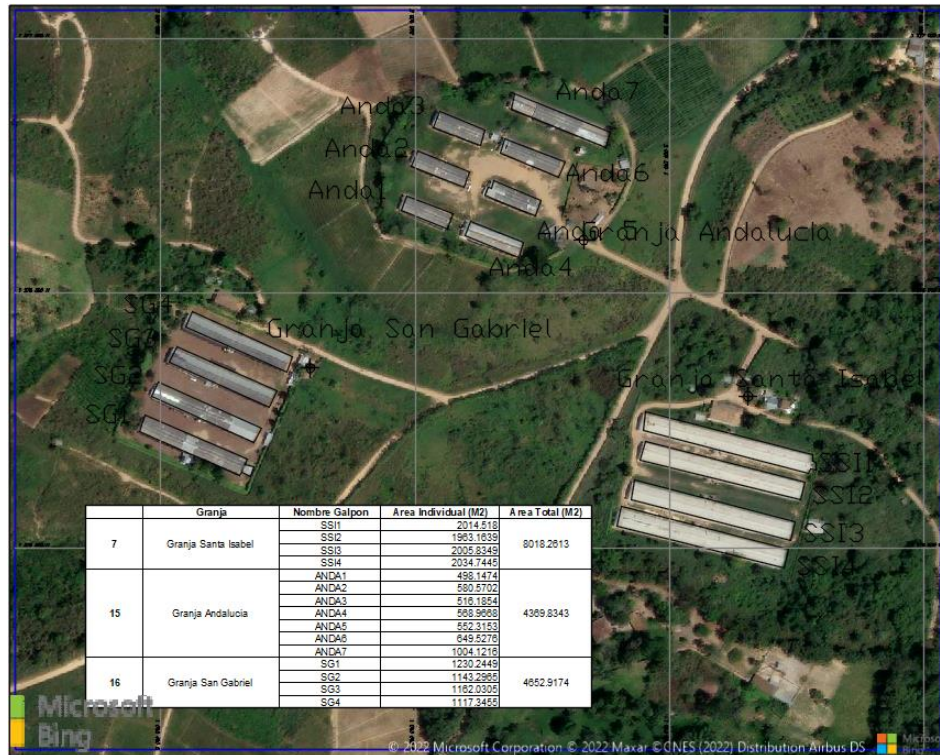 Anda7
Anda3
Anda2
Anda6
Anda1
Anda 5
Granja Andalucia
Anda4
SG4
Granja San Gabriel
SG3
SG2
Granja Santa Isabel
SG1
SSI1
SSI2
SSI3
SSI4
Granja Nombre Galpon Area Individual (M2) Area Total (M2)
7 Granja Santa Isabel SSI1 2014.518 8018.2613
SSI2 1963.1639
SSI3 2005.8349
SSI4 2034.7445
15 Granja Andalucia ANDA1 498.1474 4369.8343
ANDA2 580.5702
ANDA3 516.1854
ANDA4 568.9668
ANDA5 552.3153
ANDA6 649.5276
ANDA7 1004.1216
16 Granja San Gabriel SG1 1230.2449 4652.9174
SG2 1143.2965
SG3 1162.0305
SG4 1117.3455
Microsoft
Bing
© 2022 Microsoft Corporation © 2022 Maxar © CNES (2022) Distribution Airbus DS
Microsoft
Bing